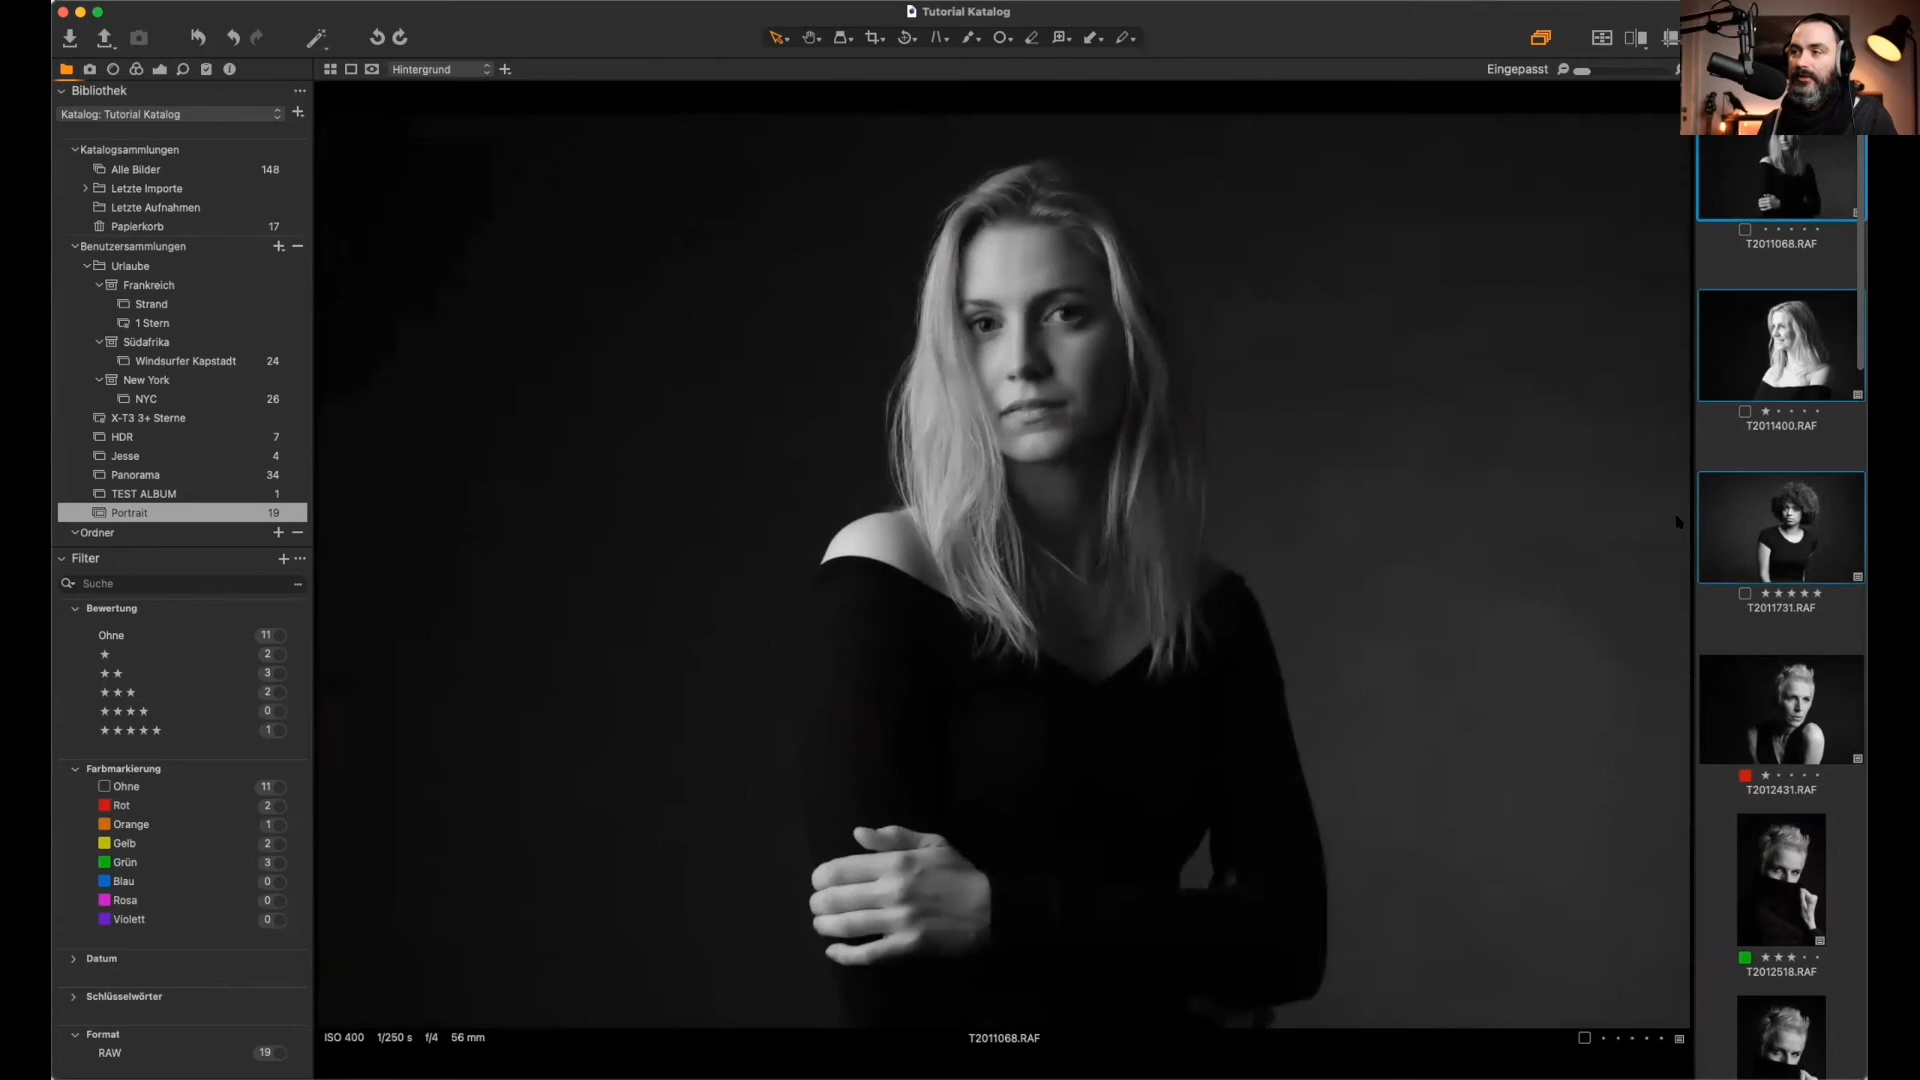 Tutorial Katalog
Hintergrund
Eingepasst
Bibliothek
Katalog: Tutorial Katalog
Katalogsammlungen
Alle Bilder 148
Letzte Importe
Letzte Aufnahmen
Papierkorb 17
Benutzersammlungen
Urlaube
Frankreich
Strand
1 Stern
Südafrika
Windsurfer Kapstadt 24
New York
NYC 26
X-T3 3+ Sterne
HDR 7
Jesse 4
Panorama 34
TEST ALBUM 1
Portrait 19
Ordner
Filter
Suche
Bewertung
Ohne 11
★ 2
★★ 3
★★★ 2
★★★★ 0
★★★★★ 1
Farbmarkierung
Ohne 11
Rot 2
Orange 1
Gelb 2
Grün 3
Blau 0
Rosa 0
Violett 0
Datum
Schlüsselwörter
Format
RAW 19
ISO 400 1/250 s f/4 56 mm
T2011068.RAF
T2011068.RAF
T2011400.RAF
T2011731.RAF
T2012431.RAF
T2012518.RAF